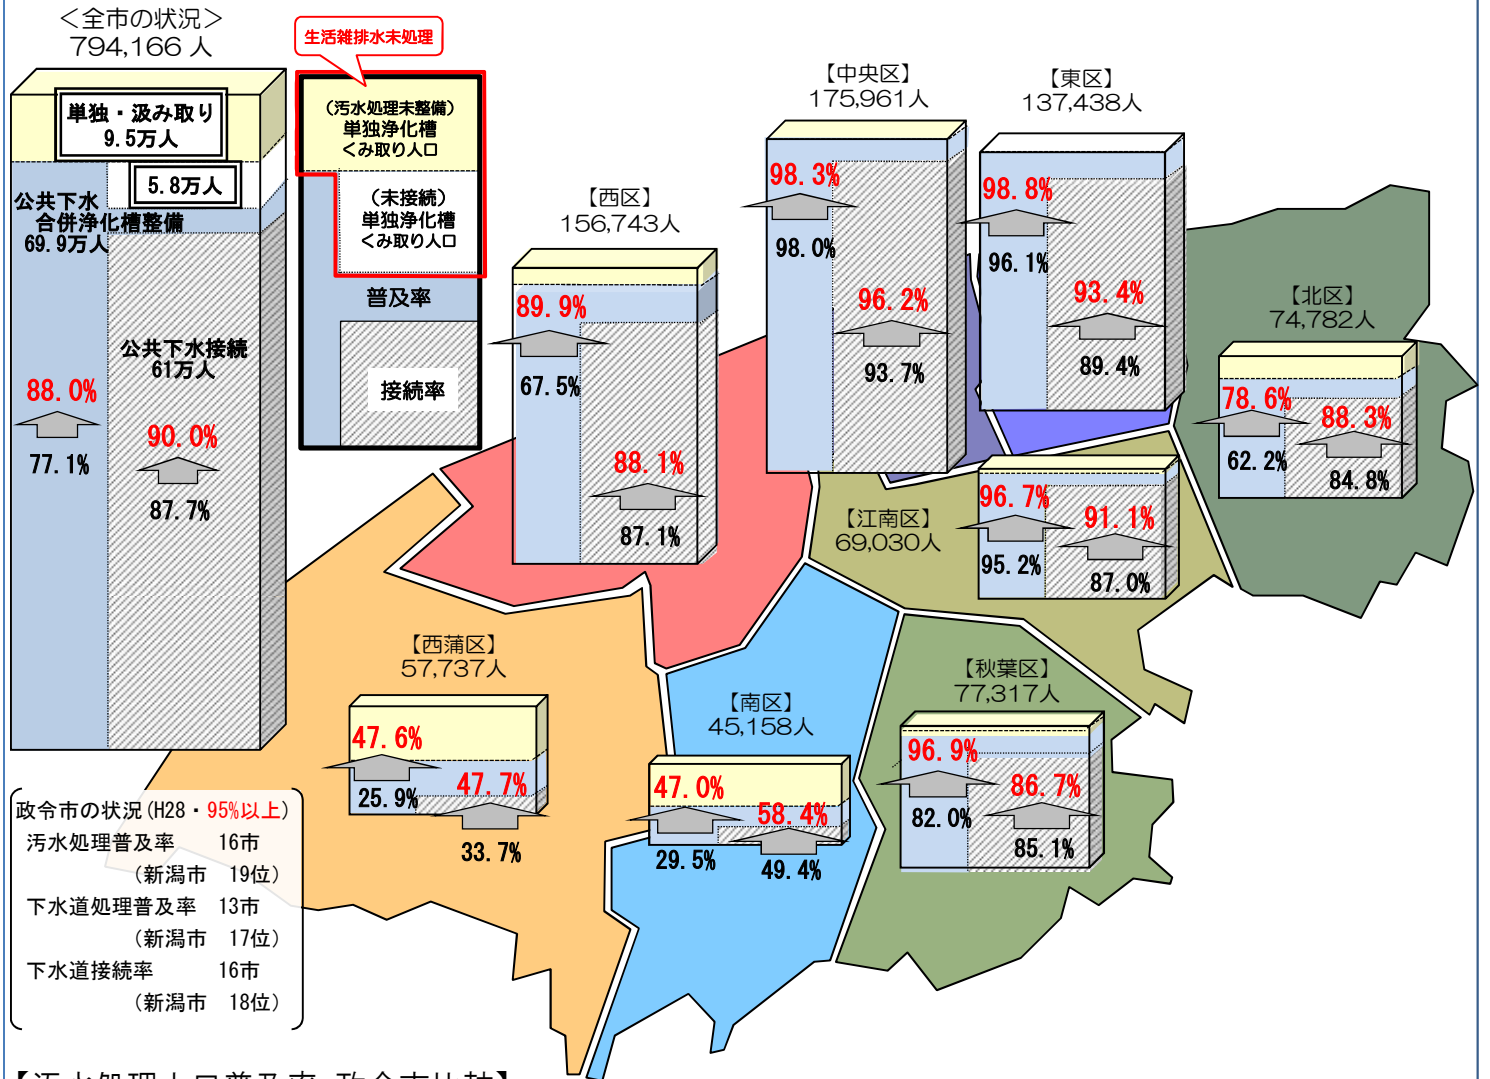 ＜全市の状況＞
794,166 人
生活雑排水未処理
単独・汲み取り
9.5万人
5.8万人
公共下水
合併浄化槽整備
69.9万人
公共下水接続
61万人
88.0%
77.1%
90.0%
87.7%
（汚水処理未整備）
単独浄化槽
くみ取り人口
（未接続）
単独浄化槽
くみ取り人口
普及率
接続率
【西区】
156,743人
89.9%
67.5%
88.1%
87.1%
【中央区】
175,961人
98.3%
98.0%
96.2%
93.7%
【東区】
137,438人
98.8%
96.1%
93.4%
89.4%
【北区】
74,782人
78.6%
62.2%
88.3%
84.8%
【江南区】
69,030人
96.7%
95.2%
91.1%
87.0%
【西蒲区】
57,737人
47.6%
25.9%
47.7%
33.7%
【南区】
45,158人
47.0%
29.5%
58.4%
49.4%
【秋葉区】
77,317人
96.9%
82.0%
86.7%
85.1%
政令市の状況(H28・95%以上)
汚水処理普及率 16市
（新潟市 19位）
下水道処理普及率 13市
（新潟市 17位）
下水道接続率 16市
（新潟市 18位）